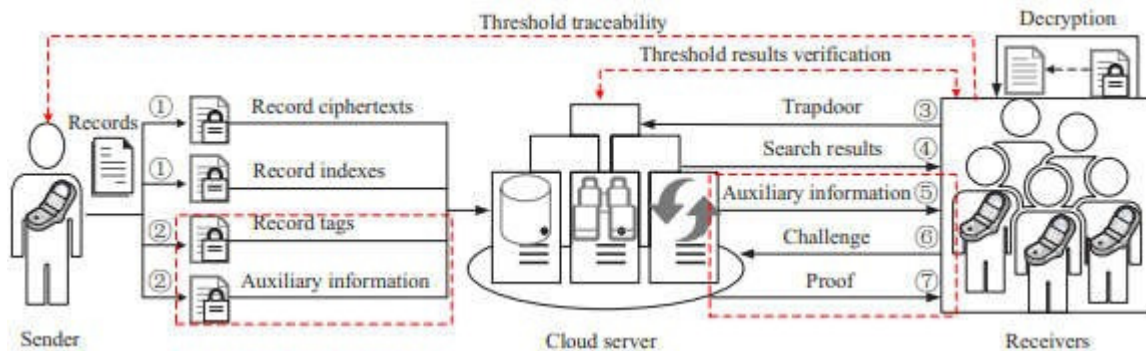 Threshold traceability
Decryption
Threshold results verification
Records
① Record ciphertexts
① Record indexes
② Record tags
② Auxiliary information
Trapdoor ③
Search results ④
Auxiliary information ⑤
Challenge ⑥
Proof ⑦
Sender
Cloud server
Receivers